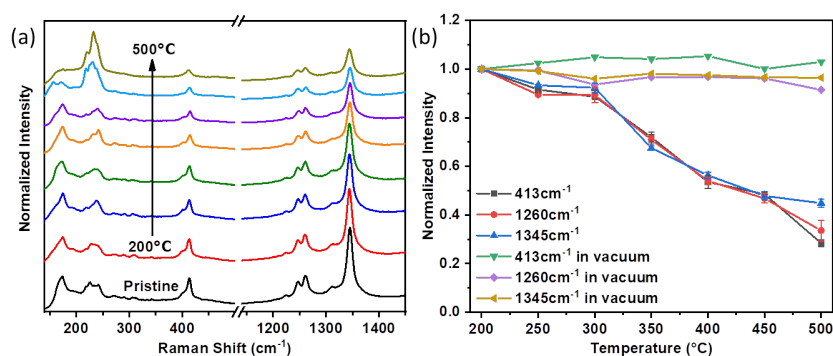 (a)
500°C
200°C
Pristine
Normalized Intensity
200
300
400
1200
1300
1400
Raman Shift (cm⁻¹)
(b)
1.2
1.0
0.8
0.6
0.4
0.2
0.0
Normalized Intensity
413cm⁻¹
1260cm⁻¹
1345cm⁻¹
413cm⁻¹ in vacuum
1260cm⁻¹ in vacuum
1345cm⁻¹ in vacuum
200 250 300 350 400 450 500
Temperature (°C)